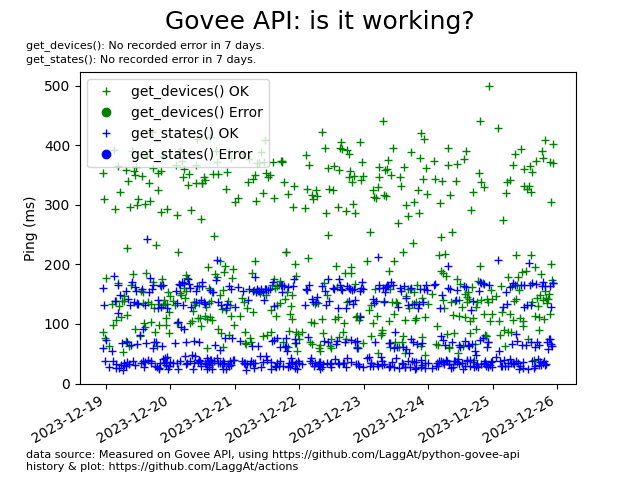 Govee API: is it working?
get_devices(): No recorded error in 7 days.
get_states(): No recorded error in 7 days.
get_devices() OK
get_devices() Error
get_states() OK
get_states() Error
Ping (ms)
500
400
300
200
100
0
2023-12-19
2023-12-20
2023-12-21
2023-12-22
2023-12-23
2023-12-24
2023-12-25
2023-12-26
data source: Measured on Govee API, using https://github.com/LaggAt/python-govee-api
history & plot: https://github.com/LaggAt/actions